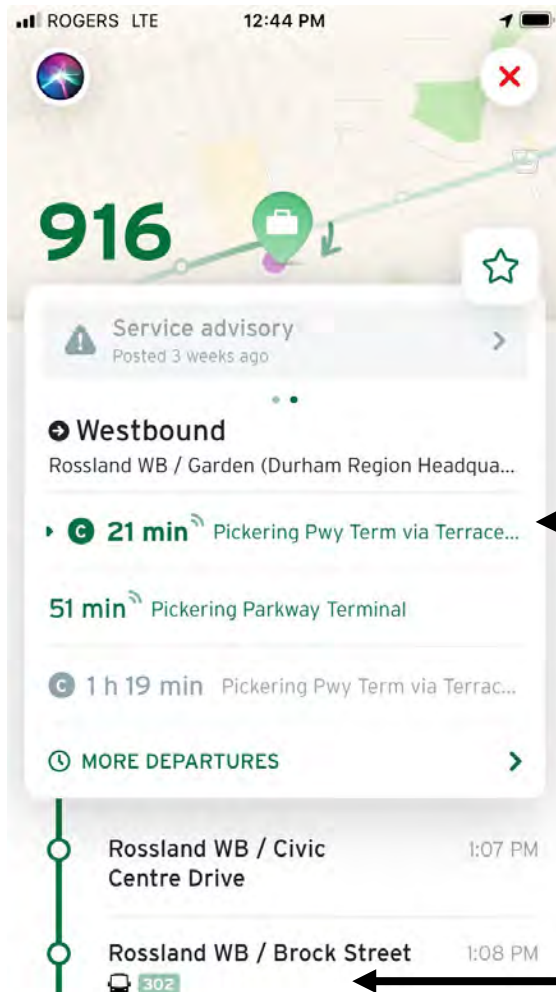 ROGERS LTE 12:44 PM
916
Service advisory
Posted 3 weeks ago
Westbound
Rossland WB / Garden (Durham Region Headqua...
C 21 min Pickering Pwy Term via Terrace...
51 min Pickering Parkway Terminal
C 1 h 19 min Pickering Pwy Term via Terrac...
MORE DEPARTURES
Rossland WB / Civic 1:07 PM
Centre Drive
Rossland WB / Brock Street 1:08 PM
302